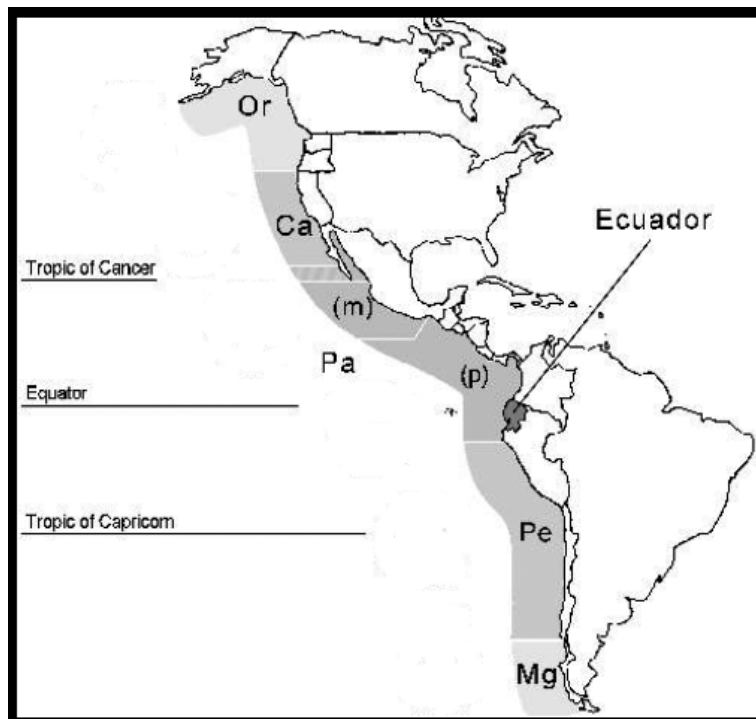 Or
Ecuador
Ca
Tropic of Cancer
(m)
Pa
(p)
Equator
Tropic of Capricorn
Pe
Mg